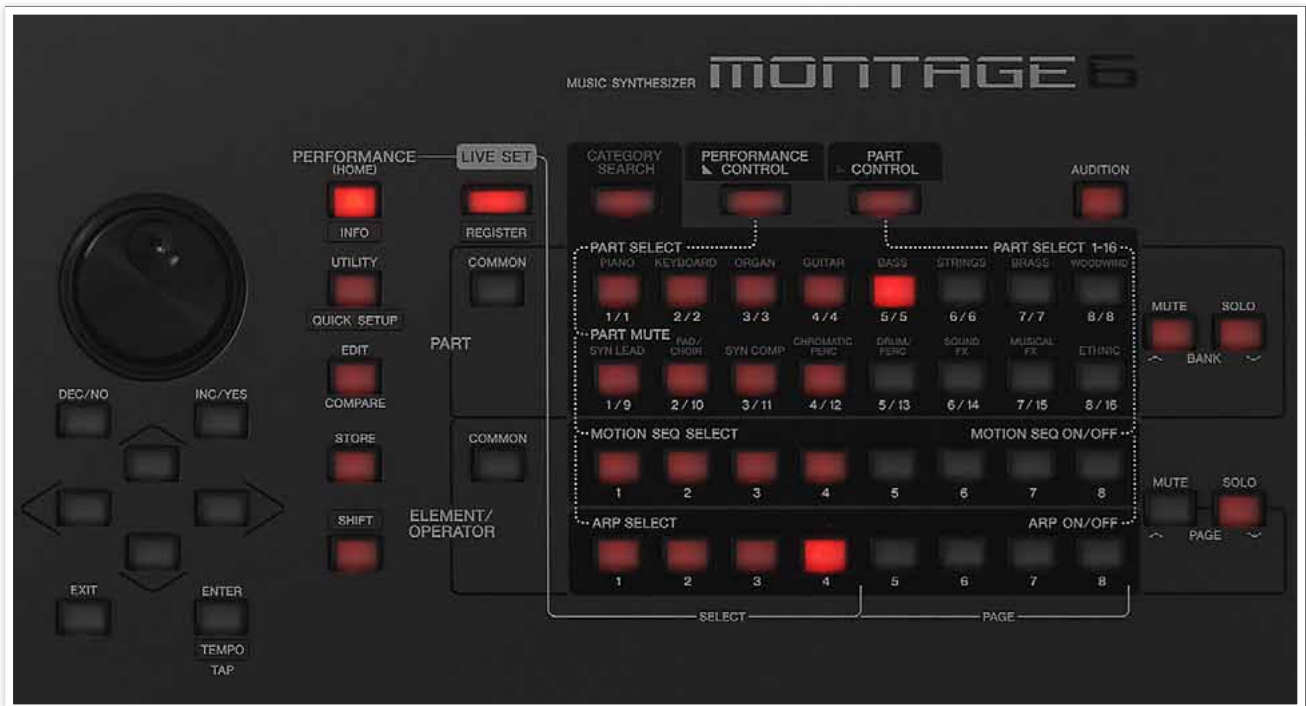 MUSIC SYNTHESIZER MONTAGE 6
PERFORMANCE
(HOME)
LIVE SET
CATEGORY
SEARCH
PERFORMANCE
CONTROL
PART
CONTROL
AUDITION
INFO
REGISTER
UTILITY
COMMON
QUICK SETUP
PART
PART SELECT
PART SELECT 1-16
PIANO KEYBOARD ORGAN GUITAR BASS STRINGS BRASS WOODWIND
1/1 2/2 3/3 4/4 5/5 6/6 7/7 8/8
MUTE SOLO
BANK
EDIT
COMPARE
PART MUTE
SYN LEAD PAD/
CHOIR SYN COMP CHROMATIC
PERC DRUM/
PERC SOUND
FX MUSICAL
FX ETHNIC
1/9 2/10 3/11 4/12 5/13 6/14 7/15 8/16
DEC/NO INC/YES
STORE
COMMON
MOTION SEQ SELECT MOTION SEQ ON/OFF
1 2 3 4 5 6 7 8
MUTE SOLO
PAGE
SHIFT
ELEMENT/
OPERATOR
ARP SELECT ARP ON/OFF
1 2 3 4 5 6 7 8
EXIT ENTER
TEMPO
TAP
SELECT PAGE